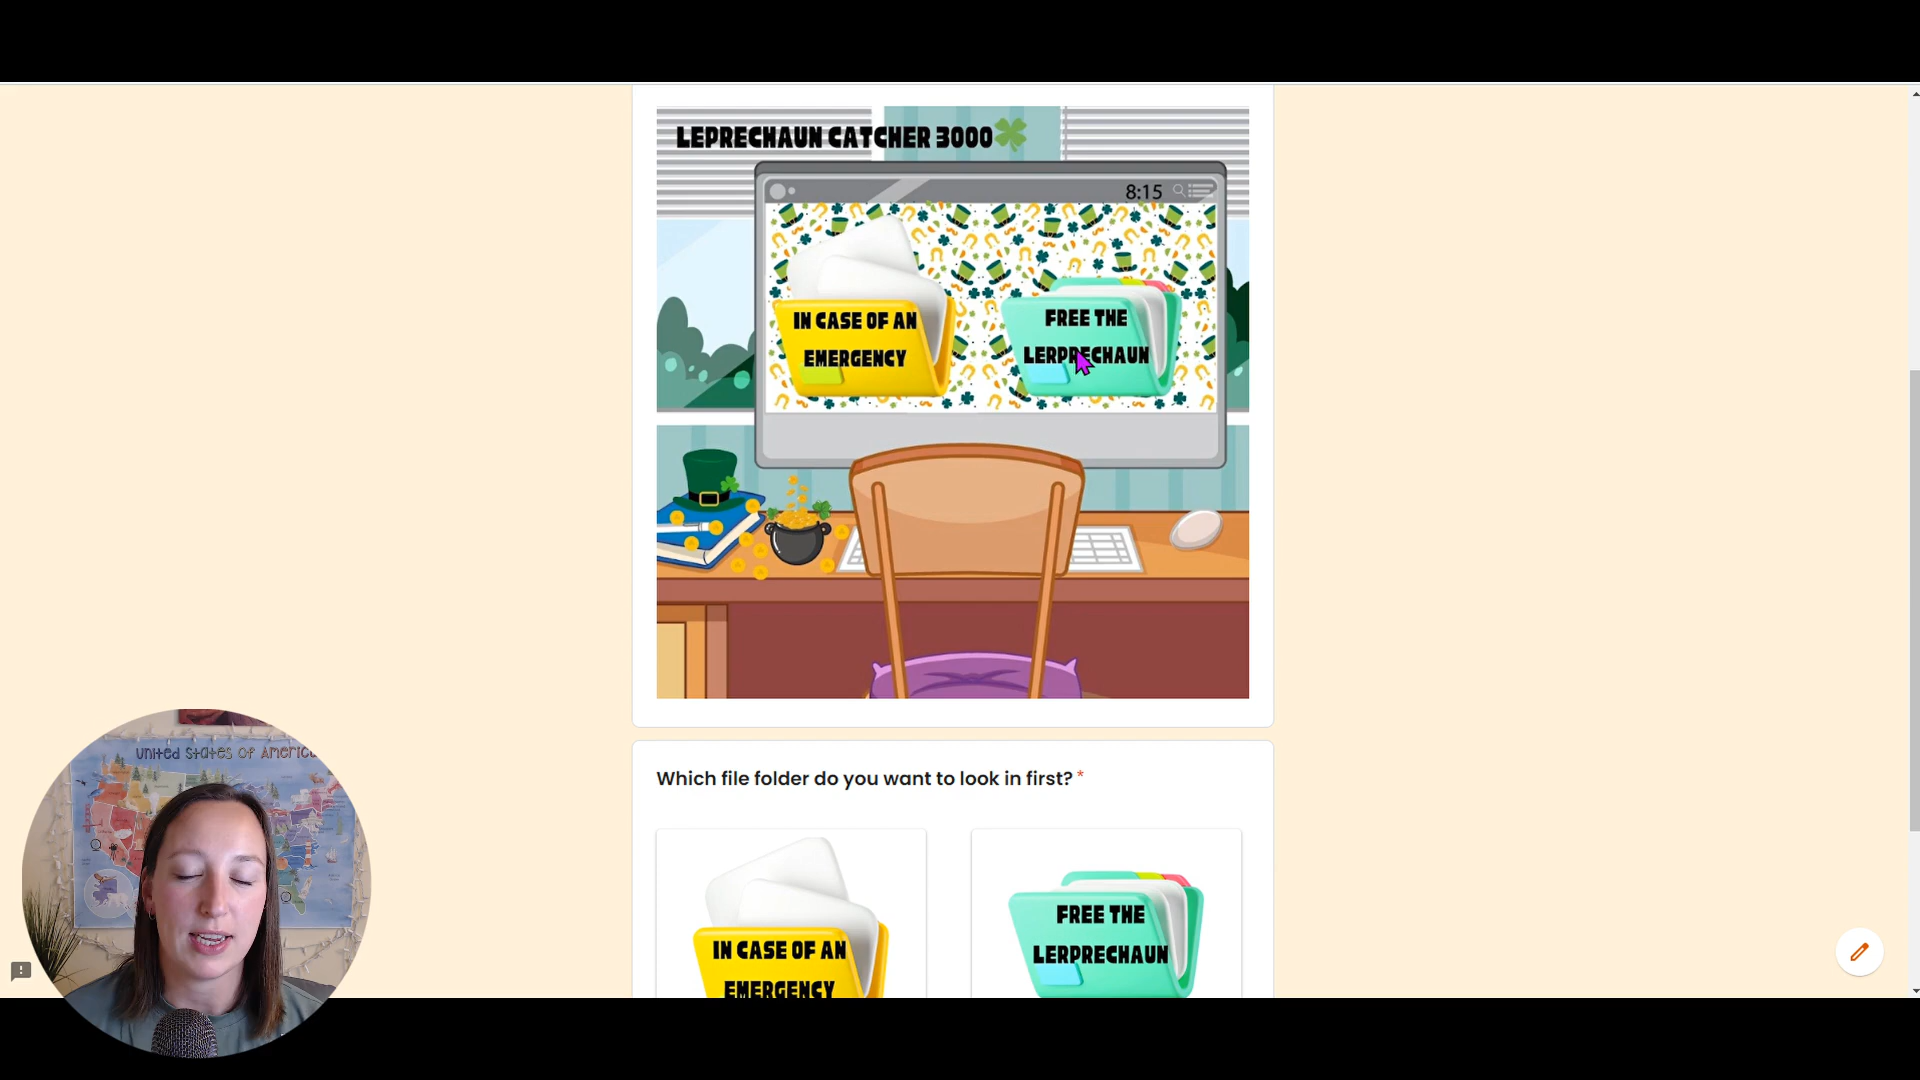 LEPRECHAUN CATCHER 3000
8:15
IN CASE OF AN
EMERGENCY
FREE THE
LERPRECHAUN
Which file folder do you want to look in first? *
IN CASE OF AN
EMERGENCY
FREE THE
LERPRECHAUN
United States of America